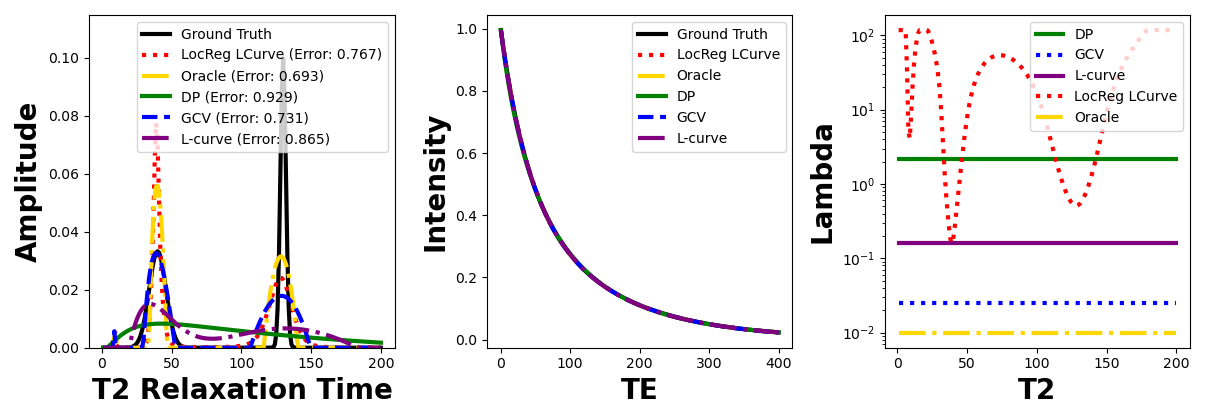 Amplitude
0.10
0.08
0.06
0.04
0.02
0.00
0 50 100 150 200
T2 Relaxation Time
Ground Truth
LocReg LCurve (Error: 0.767)
Oracle (Error: 0.693)
DP (Error: 0.929)
GCV (Error: 0.731)
L-curve (Error: 0.865)
Intensity
1.0
0.8
0.6
0.4
0.2
0.0
0 100 200 300 400
TE
Ground Truth
LocReg LCurve
Oracle
DP
GCV
L-curve
Lambda
10²
10¹
10⁰
10⁻¹
10⁻²
0 50 100 150 200
T2
DP
GCV
L-curve
LocReg LCurve
Oracle